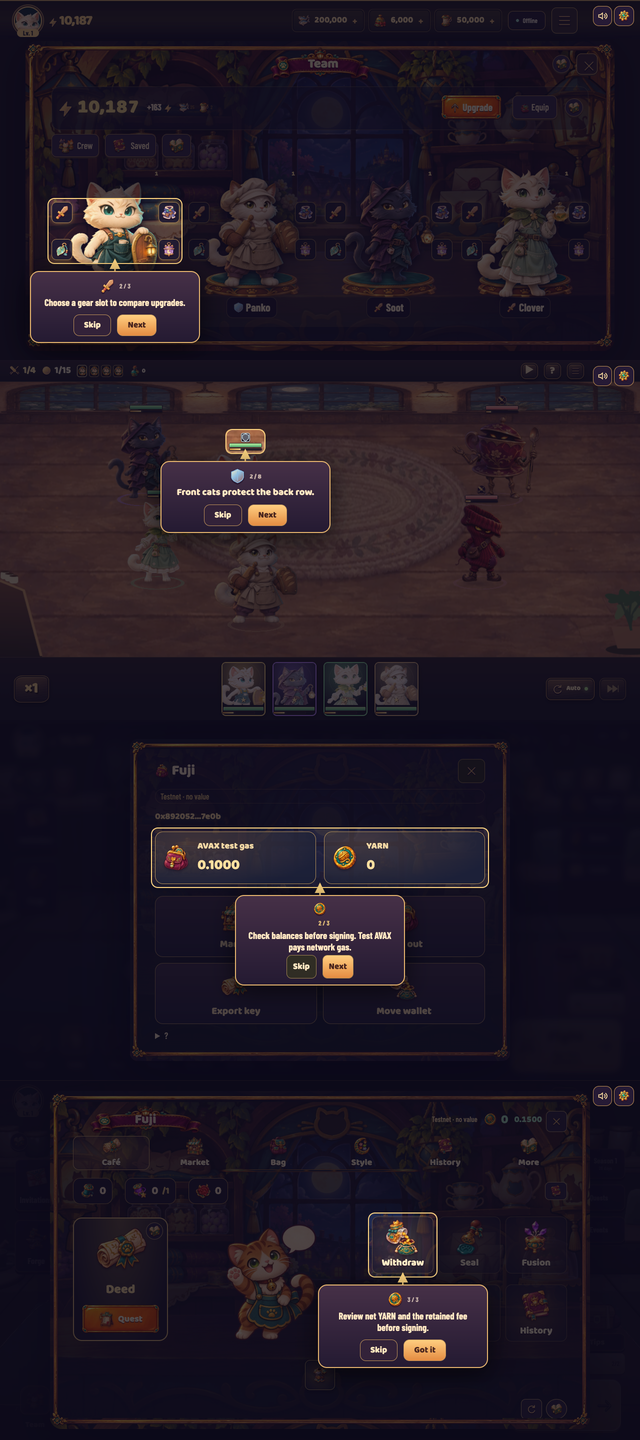 10,187
Lv.1
200,000 +
6,000 +
50,000 +
Offline
Team
10,187 +163
Upgrade
Equip
Crew
Saved
2/3
Choose a gear slot to compare upgrades.
Skip
Next
Panko
Soot
Clover
1/4
1/15
?
2/8
Front cats protect the back row.
Skip
Next
×1
Auto
Fuji
Testnet · no value
0x892052...7e0b
AVAX test gas
0.1000
YARN
0
2/3
Check balances before signing. Test AVAX
pays network gas.
Skip
Next
out
Export key
Move wallet
?
Fuji
Testnet · no value
0
0.1500
Café
Market
Bag
Style
History
More
0
0 /1
0
Deed
Quest
Withdraw
Seal
Fusion
3/3
Review net YARN and the retained fee
before signing.
Skip
Got it
History